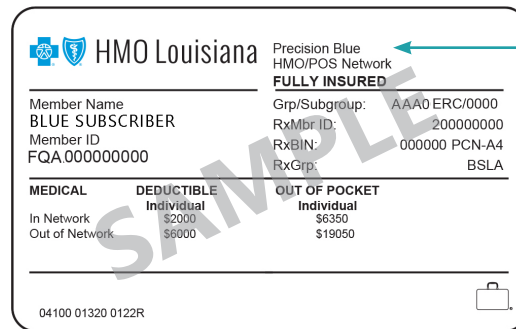 HMO Louisiana
Precision Blue
HMO/POS Network
FULLY INSURED
Member Name
BLUE SUBSCRIBER
Member ID
FQA000000000
Grp/Subgroup: AAA0 ERC/0000
RxMbr ID: 200000000
RxBIN: 000000 PCN-A4
RxGrp: BSLA
MEDICAL DEDUCTIBLE OUT OF POCKET
Individual Individual
In Network $2000 $6350
Out of Network $6000 $19050
SAMPLE
04100 01320 0122R